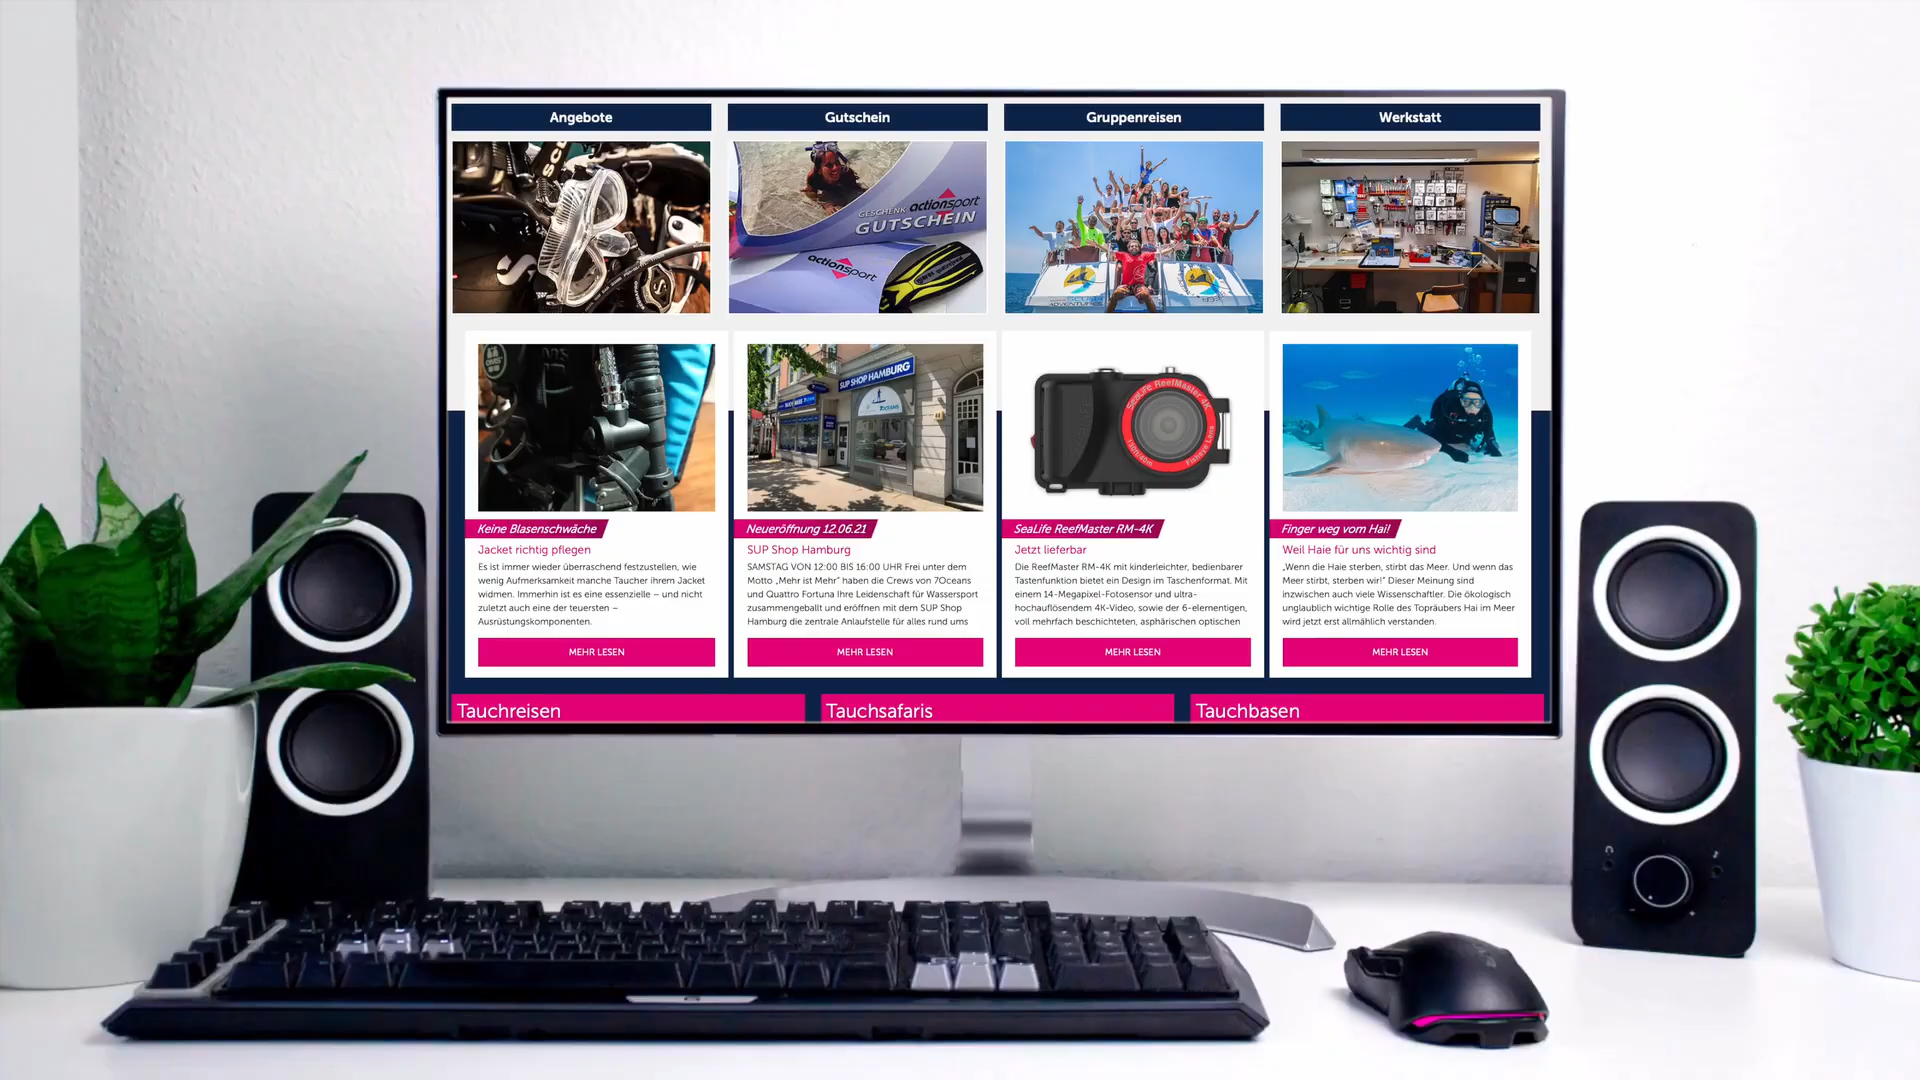 Angebote
Gutschein
Gruppenreisen
Werkstatt
GESCHENK actionsport
GUTSCHEIN
actionsport
SUP SHOP HAMBURG
SeaLife ReefMaster 4K
130ft/40m
Fisheye Lens
Keine Blasenschwäche
Jacket richtig pflegen
Es ist immer wieder überraschend festzustellen, wie
wenig Aufmerksamkeit manche Taucher ihrem Jacket
widmen. Immerhin ist es eine essenzielle – und nicht
zuletzt auch eine der teuersten –
Ausrüstungskomponenten.
MEHR LESEN
Neueröffnung 12.06.21
SUP Shop Hamburg
SAMSTAG VON 12:00 BIS 16:00 UHR Frei unter dem
Motto „Mehr ist Mehr" haben die Crews von 7Oceans
und Quattro Fortuna Ihre Leidenschaft für Wassersport
zusammengeballt und eröffnen mit dem SUP Shop
Hamburg die zentrale Anlaufstelle für alles rund ums
MEHR LESEN
SeaLife ReefMaster RM-4K
Jetzt lieferbar
Die ReefMaster RM-4K mit kinderleichter, bedienbarer
Tastenfunktion bietet ein Design im Taschenformat. Mit
einem 14-Megapixel-Fotosensor und ultra-
hochauflösendem 4K-Video, sowie der 6-elementigen,
voll mehrfach beschichteten, asphärischen optischen
MEHR LESEN
Finger weg vom Hai!
Weil Haie für uns wichtig sind
„Wenn die Haie sterben, stirbt das Meer. Und wenn das
Meer stirbt, sterben wir!" Dieser Meinung sind
inzwischen auch viele Wissenschaftler. Die ökologisch
unglaublich wichtige Rolle des Topräubers Hai im Meer
wird jetzt erst allmählich verstanden.
MEHR LESEN
Tauchreisen
Tauchsafaris
Tauchbasen